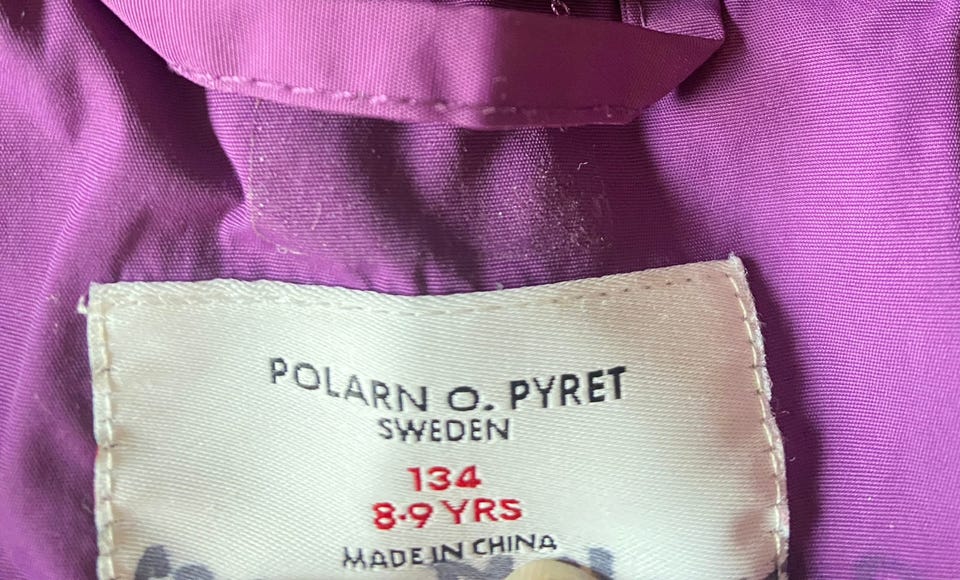 POLARN O. PYRET
SWEDEN
134
8-9 YRS
MADE IN CHINA